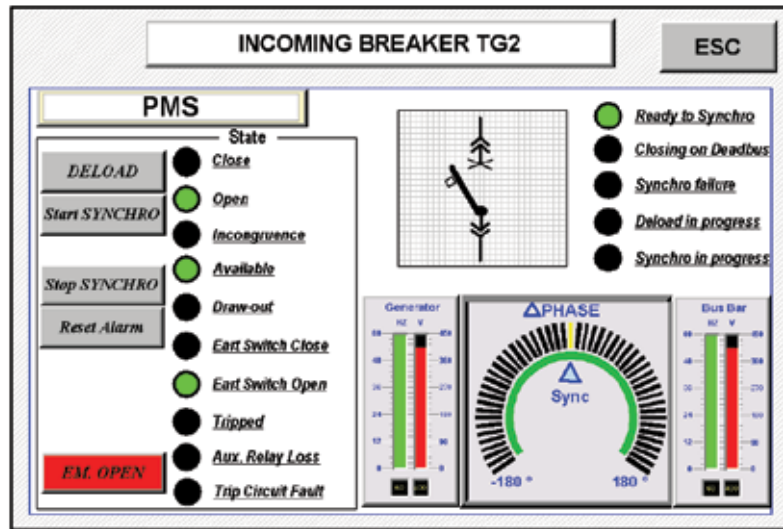 INCOMING BREAKER TG2
ESC
PMS
State
DELOAD
Start SYNCHRO
Stop SYNCHRO
Reset Alarm
EM. OPEN
Close
Open
Incongruence
Available
Draw-out
Eart Switch Close
Eart Switch Open
Tripped
Aux. Relay Loss
Trip Circuit Fault
Ready to Synchro
Closing on Deadbus
Synchro failure
Deload in progress
Synchro in progress
Generator
HZ V
ΔPHASE
Δ
Sync
-180 °
180 °
Bus Bar
HZ V